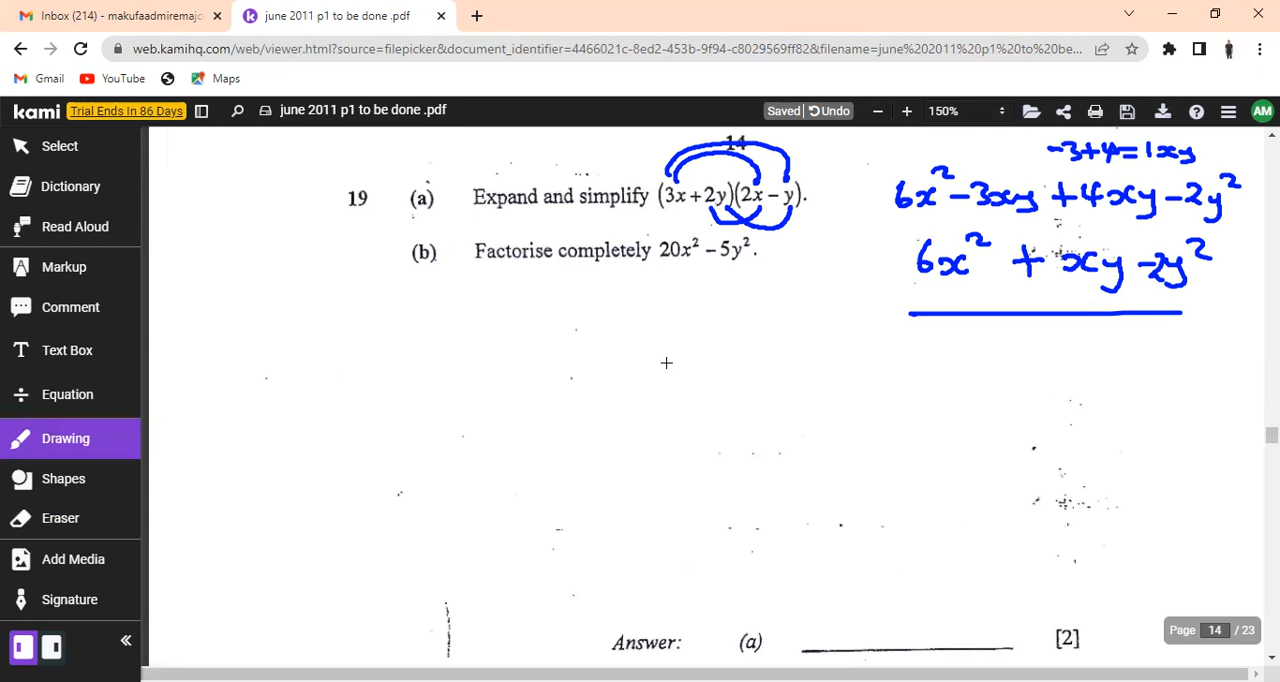 Inbox (214) - makufaadmiremajo
june 2011 p1 to be done .pdf
web.kamihq.com/web/viewer.html?source=filepicker&document_identifier=4466021c-8ed2-453b-9f94-c8029569ff82&filename=june%202011%20p1%20to%20be...
Gmail YouTube Maps
kami Trial Ends In 86 Days june 2011 p1 to be done .pdf Saved Undo 150% AM
Select
Dictionary
Read Aloud
Markup
Comment
Text Box
Equation
Drawing
Shapes
Eraser
Add Media
Signature
14
-3+4=1xy
19 (a) Expand and simplify (3x + 2y)(2x − y).
6x² -3xy +4xy -2y²
(b) Factorise completely 20x² − 5y².
6x² + xy -2y²
Page 14 / 23
Answer: (a) [2]